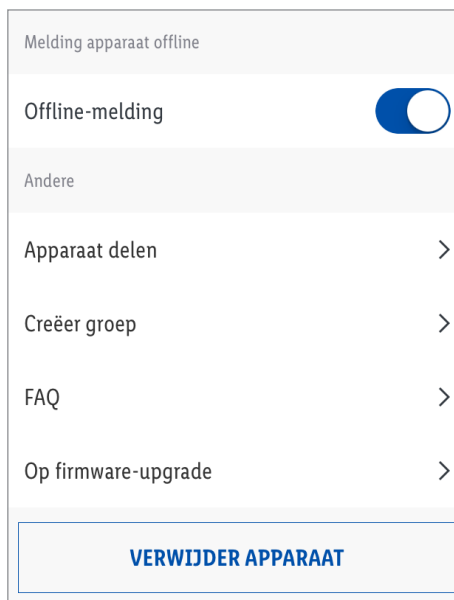 Melding apparaat offline
Offline-melding
Andere
Apparaat delen
Creëer groep
FAQ
Op firmware-upgrade
VERWIJDER APPARAAT